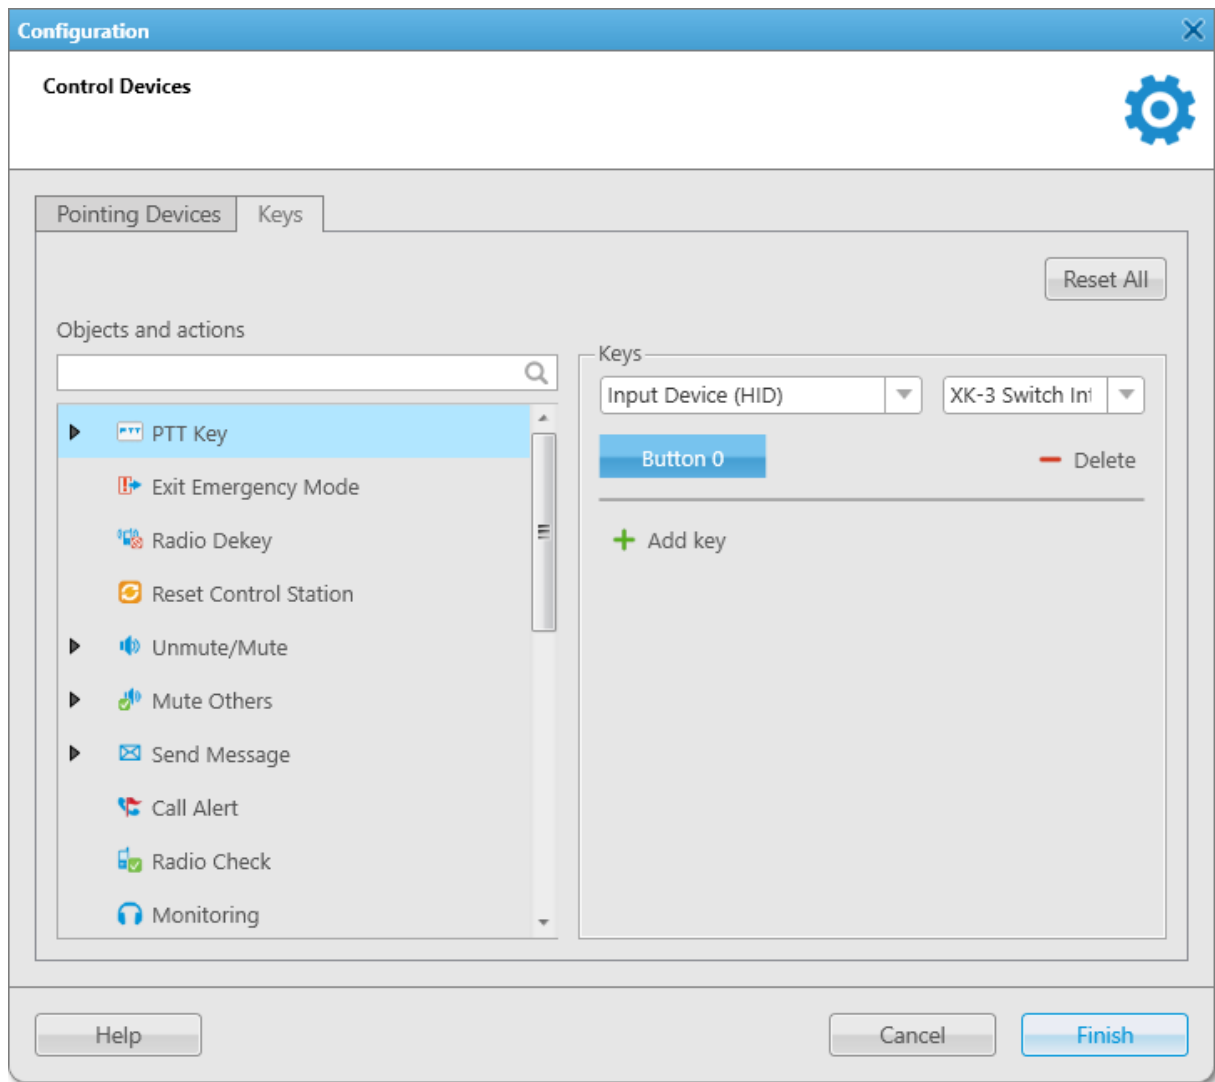 Configuration
Control Devices
Pointing Devices
Keys
Reset All
Objects and actions
PTT Key
Exit Emergency Mode
Radio Dekey
Reset Control Station
Unmute/Mute
Mute Others
Send Message
Call Alert
Radio Check
Monitoring
Keys
Input Device (HID)
XK-3 Switch Int
Button 0
Delete
Add key
Help
Cancel
Finish